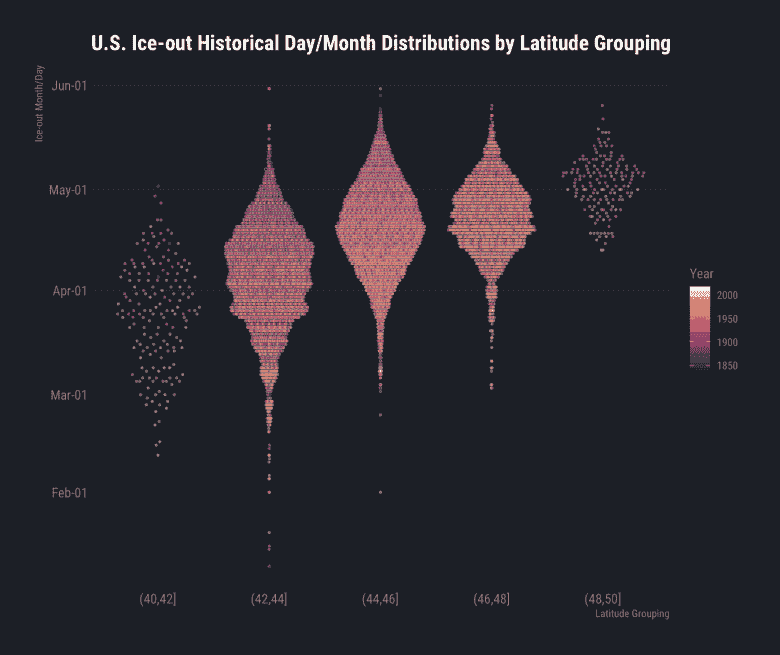 U.S. Ice-out Historical Day/Month Distributions by Latitude Grouping
Ice-out Month/Day
Jun-01
May-01
Apr-01
Mar-01
Feb-01
Year
2000
1950
1900
1850
(40,42] (42,44] (44,46] (46,48] (48,50]
Latitude Grouping